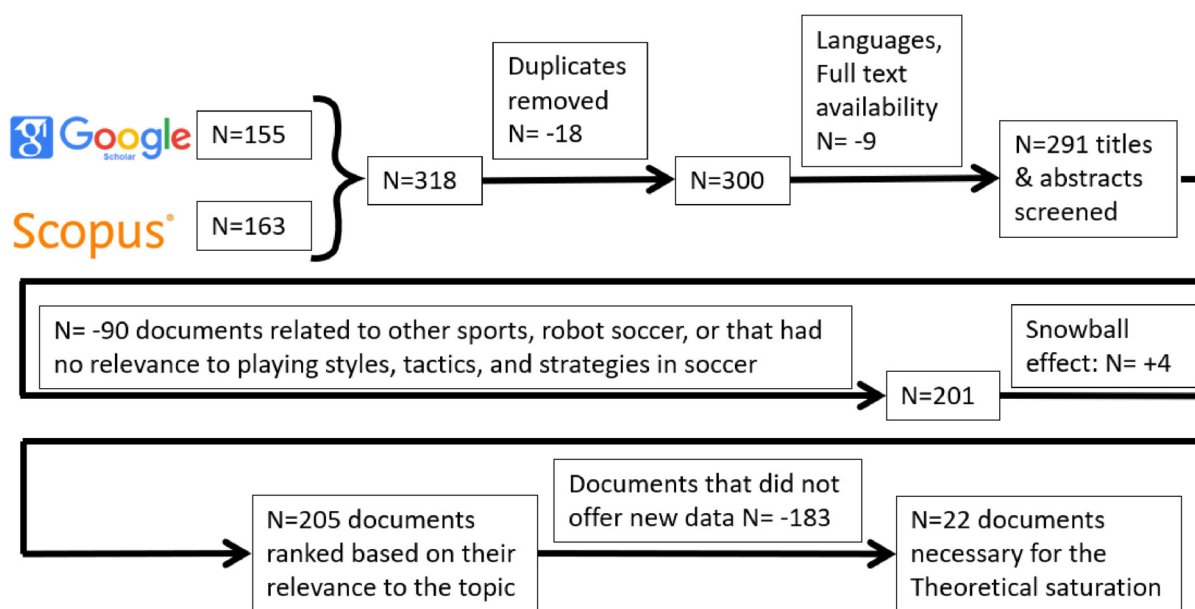 Google
Scholar
N=155
Scopus®
N=163
N=318
Duplicates
removed
N= -18
N=300
Languages,
Full text
availability
N= -9
N=291 titles
& abstracts
screened
N= -90 documents related to other sports, robot soccer, or that had
no relevance to playing styles, tactics, and strategies in soccer
N=201
Snowball
effect: N= +4
N=205 documents
ranked based on their
relevance to the topic
Documents that did not
offer new data N= -183
N=22 documents
necessary for the
Theoretical saturation